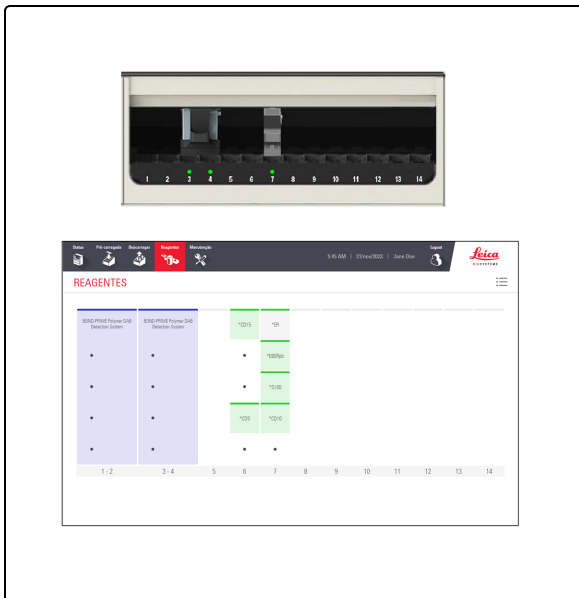 1 2 3 4 5 6 7 8 9 10 11 12 13 14
Status Pré-carregada Descarregar Reagentes Manutenção
5:45 AM | 21/nov/2023 | Jane Doe
Logout
Leica
BIOSYSTEMS
REAGENTES
BOND-PRIME Polymer DAB
Detection System
BOND-PRIME Polymer DAB
Detection System
*CD15
*ER
*S100
*CD5
*CD10
1 - 2 3 - 4 5 6 7 8 9 10 11 12 13 14